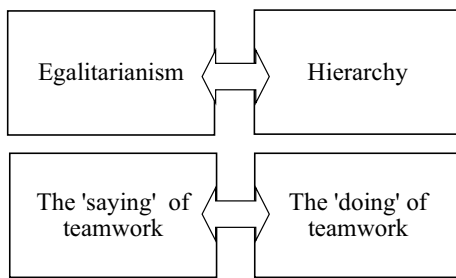 Egalitarianism
Hierarchy
The 'saying' of
teamwork
The 'doing' of
teamwork